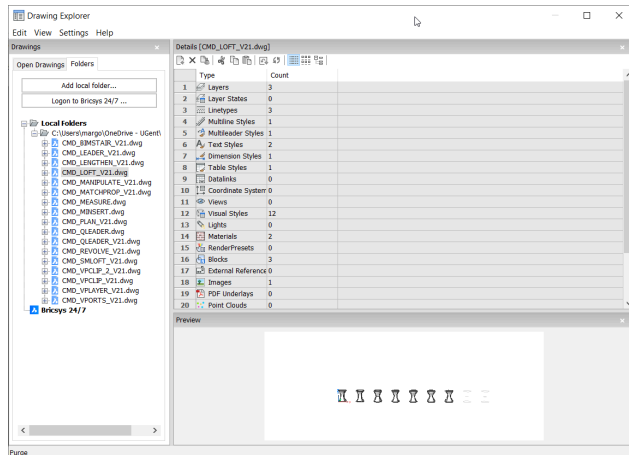 Drawing Explorer
Edit View Settings Help
Drawings
Open Drawings Folders
Add local folder...
Logon to Bricsys 24/7 ...
Local Folders
C:\Users\margo\OneDrive - UGent\
CMD_BIMSTAIR_V21.dwg
CMD_LEADER_V21.dwg
CMD_LENGTHEN_V21.dwg
CMD_LOFT_V21.dwg
CMD_MANIPULATE_V21.dwg
CMD_MATCHPROP_V21.dwg
CMD_MEASURE.dwg
CMD_MINSERT.dwg
CMD_PLAN_V21.dwg
CMD_QLEADER.dwg
CMD_QLEADER_V21.dwg
CMD_REVOLVE_V21.dwg
CMD_SMLOFT_V21.dwg
CMD_VPCLIP_2_V21.dwg
CMD_VPCLIP_V21.dwg
CMD_VPLAYER_V21.dwg
CMD_VPORTS_V21.dwg
Bricsys 24/7
Details [CMD_LOFT_V21.dwg]
Type Count
1 Layers 3
2 Layer States 0
3 Linetypes 3
4 Multiline Styles 1
5 Multileader Styles 1
6 Text Styles 2
7 Dimension Styles 1
8 Table Styles 1
9 Datalinks 0
10 Coordinate System 0
11 Views 0
12 Visual Styles 12
13 Lights 0
14 Materials 2
15 RenderPresets 0
16 Blocks 3
17 External Reference 0
18 Images 1
19 PDF Underlays 0
20 Point Clouds 0
Preview
Purge